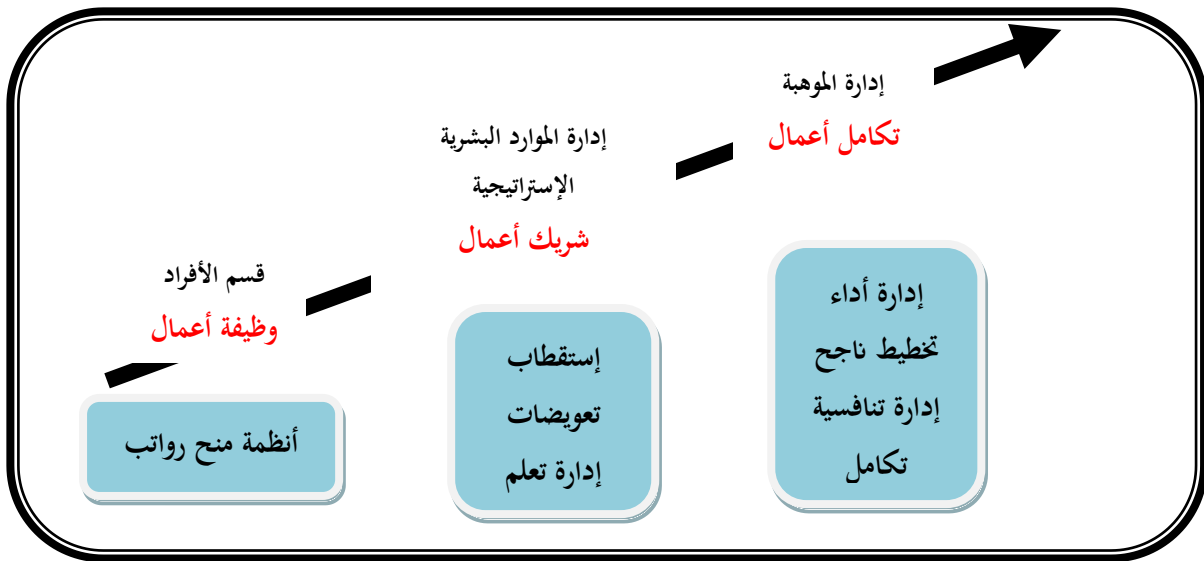 إدارة الموهبة
تكامل أعمال
إدارة الموارد البشرية
الإستراتيجية
شريك أعمال
قسم الأفراد
وظيفة أعمال
إدارة أداء
تخطيط ناجح
إدارة تنافسية
تكامل
إستقطاب
تعويضات
إدارة تعلم
أنظمة منح رواتب